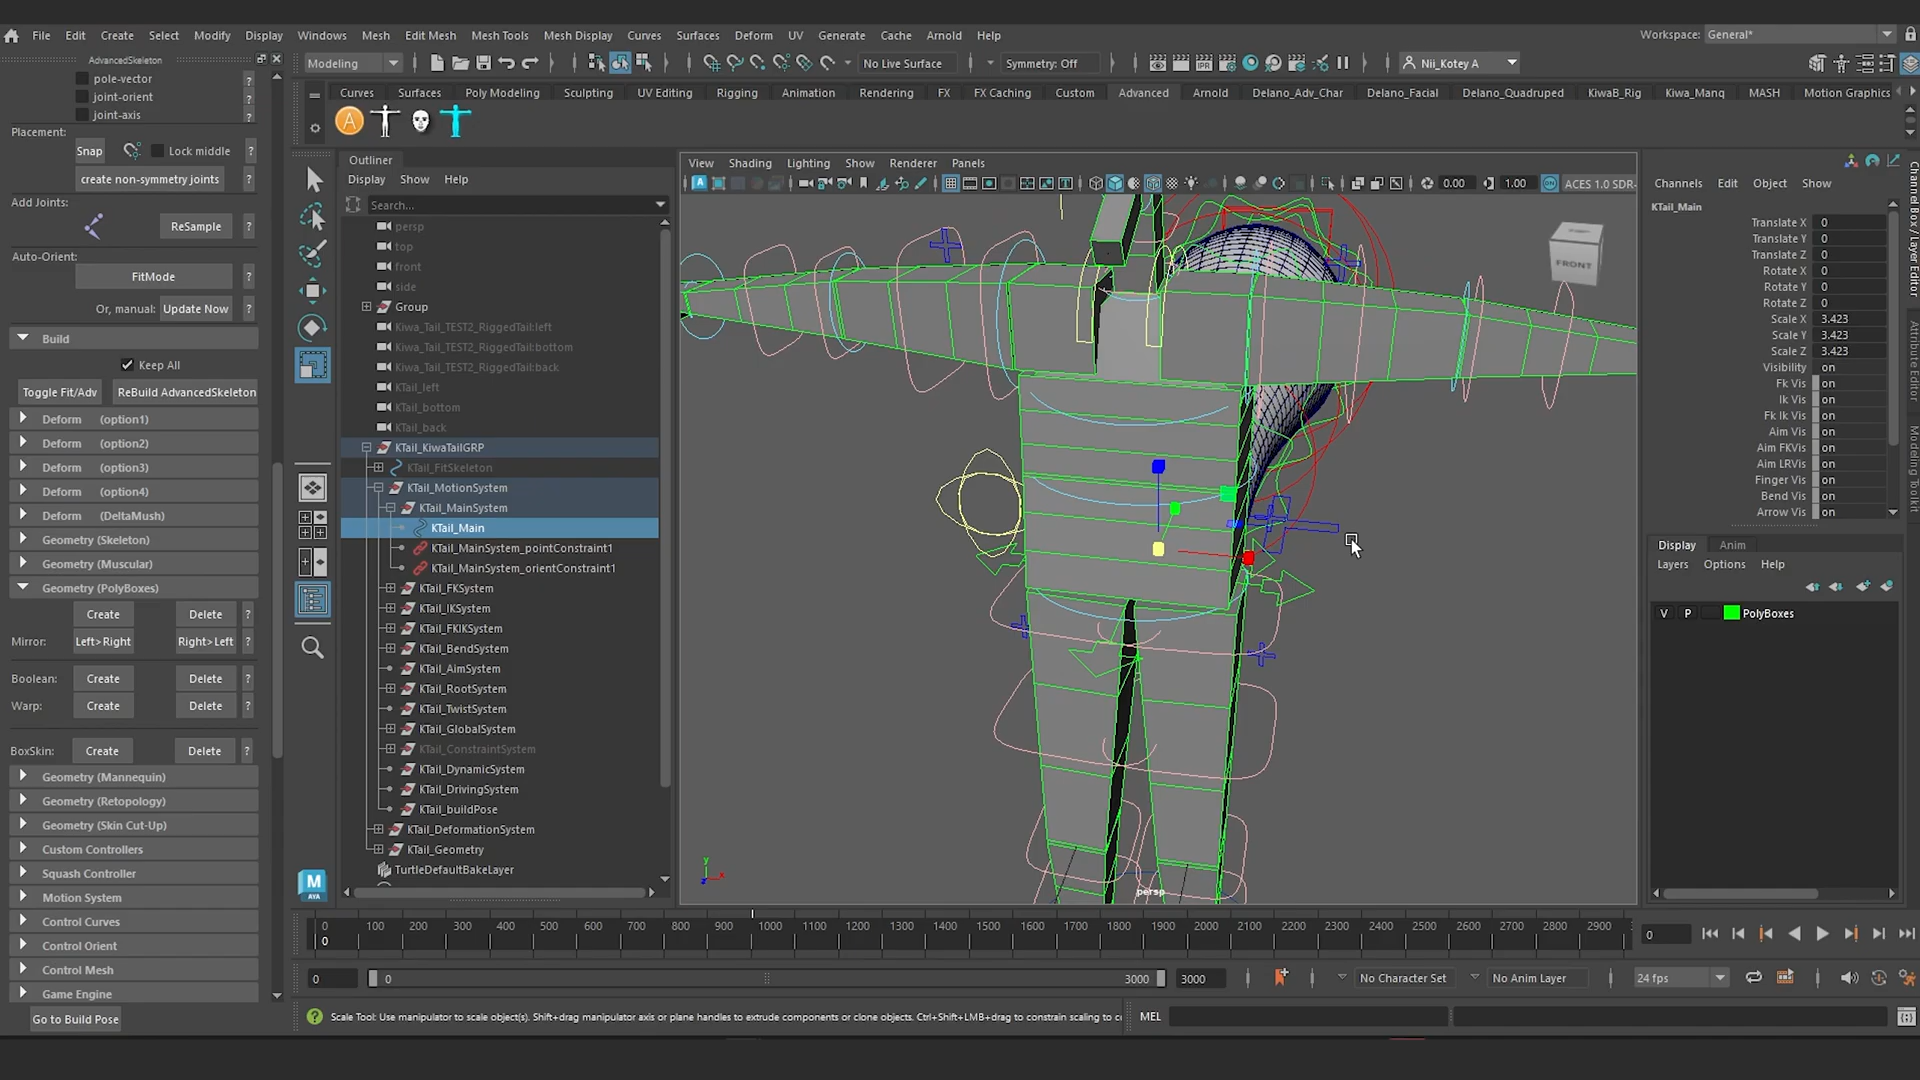 File Edit Create Select Modify Display Windows Mesh Edit Mesh Mesh Tools Mesh Display Curves Surfaces Deform UV Generate Cache Arnold Help
Workspace: General*
AdvancedSkeleton
Modeling
No Live Surface
Symmetry: Off
Nii_Kotey A
pole-vector ?
joint-orient ?
joint-axis ?
Placement:
Snap Lock middle ?
create non-symmetry joints ?
Add Joints:
ReSample ?
Auto-Orient:
FitMode ?
Or, manual: Update Now ?
Build
Keep All
Toggle Fit/Adv ReBuild AdvancedSkeleton
Deform (option1)
Deform (option2)
Deform (option3)
Deform (option4)
Deform (DeltaMush)
Geometry (Skeleton)
Geometry (Muscular)
Geometry (PolyBoxes)
Create Delete ?
Mirror: Left>Right Right>Left ?
Boolean: Create Delete ?
Warp: Create Delete ?
BoxSkin: Create Delete ?
Geometry (Mannequin)
Geometry (Retopology)
Geometry (Skin Cut-Up)
Custom Controllers
Squash Controller
Motion System
Control Curves
Control Orient
Control Mesh
Game Engine
Go to Build Pose
Curves Surfaces Poly Modeling Sculpting UV Editing Rigging Animation Rendering FX FX Caching Custom Advanced Arnold Delano_Adv_Char Delano_Facial Delano_Quadruped KiwaB_Rig Kiwa_Manq MASH Motion Graphics
A
Outliner
Display Show Help
Search...
persp
top
front
side
Group
Kiwa_Tail_TEST2_RiggedTail:left
Kiwa_Tail_TEST2_RiggedTail:bottom
Kiwa_Tail_TEST2_RiggedTail:back
KTail_left
KTail_bottom
KTail_back
KTail_KiwaTailGRP
KTail_FitSkeleton
KTail_MotionSystem
KTail_MainSystem
KTail_Main
KTail_MainSystem_pointConstraint1
KTail_MainSystem_orientConstraint1
KTail_FKSystem
KTail_IKSystem
KTail_FKIKSystem
KTail_BendSystem
KTail_AimSystem
KTail_RootSystem
KTail_TwistSystem
KTail_GlobalSystem
KTail_ConstraintSystem
KTail_DynamicSystem
KTail_DrivingSystem
KTail_buildPose
KTail_DeformationSystem
KTail_Geometry
TurtleDefaultBakeLayer
M
AYA
View Shading Lighting Show Renderer Panels
0.00 1.00 ACES 1.0 SDR-
FRONT
persp
y
x
z
Channels Edit Object Show
KTail_Main
Translate X 0
Translate Y 0
Translate Z 0
Rotate X 0
Rotate Y 0
Rotate Z 0
Scale X 3.423
Scale Y 3.423
Scale Z 3.423
Visibility on
Fk Vis on
Ik Vis on
Fk Ik Vis on
Aim Vis on
Aim FKVis on
Aim LRVis on
Finger Vis on
Bend Vis on
Arrow Vis on
Display Anim
Layers Options Help
V P PolyBoxes
Channel Box / Layer Editor
Attribute Editor
Modeling Toolkit
0 100 200 300 400 500 600 700 800 900 1000 1100 1200 1300 1400 1500 1600 1700 1800 1900 2000 2100 2200 2300 2400 2500 2600 2700 2800 2900
0
0
0 0 3000 3000 No Character Set No Anim Layer 24 fps
Scale Tool: Use manipulator to scale object(s). Shift+drag manipulator axis or plane handles to extrude components or clone objects. Ctrl+Shift+LMB+drag to constrain scaling to c
MEL